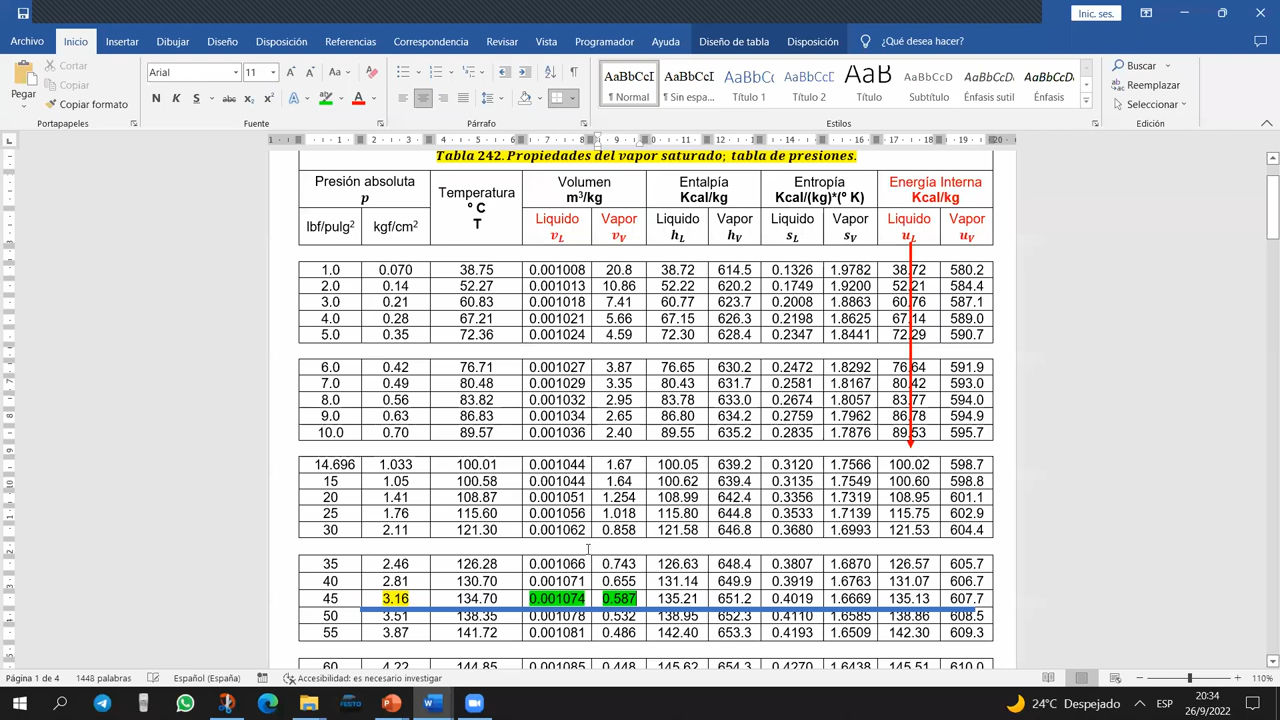 Inic. ses.
Archivo Inicio Insertar Dibujar Diseño Disposición Referencias Correspondencia Revisar Vista Programador Ayuda Diseño de tabla Disposición ¿Qué desea hacer?
Pegar
Cortar
Copiar
Copiar formato
Portapapeles
Arial 11
Aa
N K S abc x₂ x²
Fuente
Párrafo
AaBbCcD AaBbCcD AaBbC AaBbCcD AaB AaBbCcD AaBbCcDc AaBbCcDc
¶ Normal ¶ Sin espa... Título 1 Título 2 Título Subtítulo Énfasis sutil Énfasis
Estilos
Buscar
Reemplazar
Seleccionar
Edición
Tabla 242. Propiedades del vapor saturado; tabla de presiones.
Presión absoluta p Temperatura ° C T Volumen m³/kg Entalpía Kcal/kg Entropía Kcal/(kg)*(° K) Energía Interna Kcal/kg
lbf/pulg² kgf/cm² Liquido v_L Vapor v_V Liquido h_L Vapor h_V Liquido s_L Vapor s_V Liquido u_L Vapor u_V
1.0 0.070 38.75 0.001008 20.8 38.72 614.5 0.1326 1.9782 38.72 580.2
2.0 0.14 52.27 0.001013 10.86 52.22 620.2 0.1749 1.9200 52.21 584.4
3.0 0.21 60.83 0.001018 7.41 60.77 623.7 0.2008 1.8863 60.76 587.1
4.0 0.28 67.21 0.001021 5.66 67.15 626.3 0.2198 1.8625 67.14 589.0
5.0 0.35 72.36 0.001024 4.59 72.30 628.4 0.2347 1.8441 72.29 590.7
6.0 0.42 76.71 0.001027 3.87 76.65 630.2 0.2472 1.8292 76.64 591.9
7.0 0.49 80.48 0.001029 3.35 80.43 631.7 0.2581 1.8167 80.42 593.0
8.0 0.56 83.82 0.001032 2.95 83.78 633.0 0.2674 1.8057 83.77 594.0
9.0 0.63 86.83 0.001034 2.65 86.80 634.2 0.2759 1.7962 86.78 594.9
10.0 0.70 89.57 0.001036 2.40 89.55 635.2 0.2835 1.7876 89.53 595.7
14.696 1.033 100.01 0.001044 1.67 100.05 639.2 0.3120 1.7566 100.02 598.7
15 1.05 100.58 0.001044 1.64 100.62 639.4 0.3135 1.7549 100.60 598.8
20 1.41 108.87 0.001051 1.254 108.99 642.4 0.3356 1.7319 108.95 601.1
25 1.76 115.60 0.001056 1.018 115.80 644.8 0.3533 1.7139 115.75 602.9
30 2.11 121.30 0.001062 0.858 121.58 646.8 0.3680 1.6993 121.53 604.4
35 2.46 126.28 0.001066 0.743 126.63 648.4 0.3807 1.6870 126.57 605.7
40 2.81 130.70 0.001071 0.655 131.14 649.9 0.3919 1.6763 131.07 606.7
45 3.16 134.70 0.001074 0.587 135.21 651.2 0.4019 1.6669 135.13 607.7
50 3.51 138.35 0.001078 0.532 138.95 652.3 0.4110 1.6585 138.86 608.5
55 3.87 141.72 0.001081 0.486 142.40 653.3 0.4193 1.6509 142.30 609.3
60 4.22 144.85 0.001085 0.448 145.62 654.3 0.4270 1.6438 145.51 610.0
Página 1 de 4 1448 palabras Español (España) Accesibilidad: es necesario investigar 110%
24°C Despejado ESP 20:34
26/9/2022